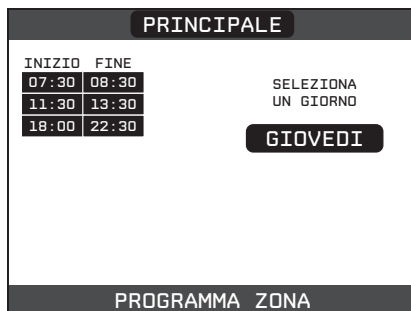 PRINCIPALE
INIZIO FINE
07:30 08:30
11:30 13:30
18:00 22:30
SELEZIONA
UN GIORNO
GIOVEDI
PROGRAMMA ZONA